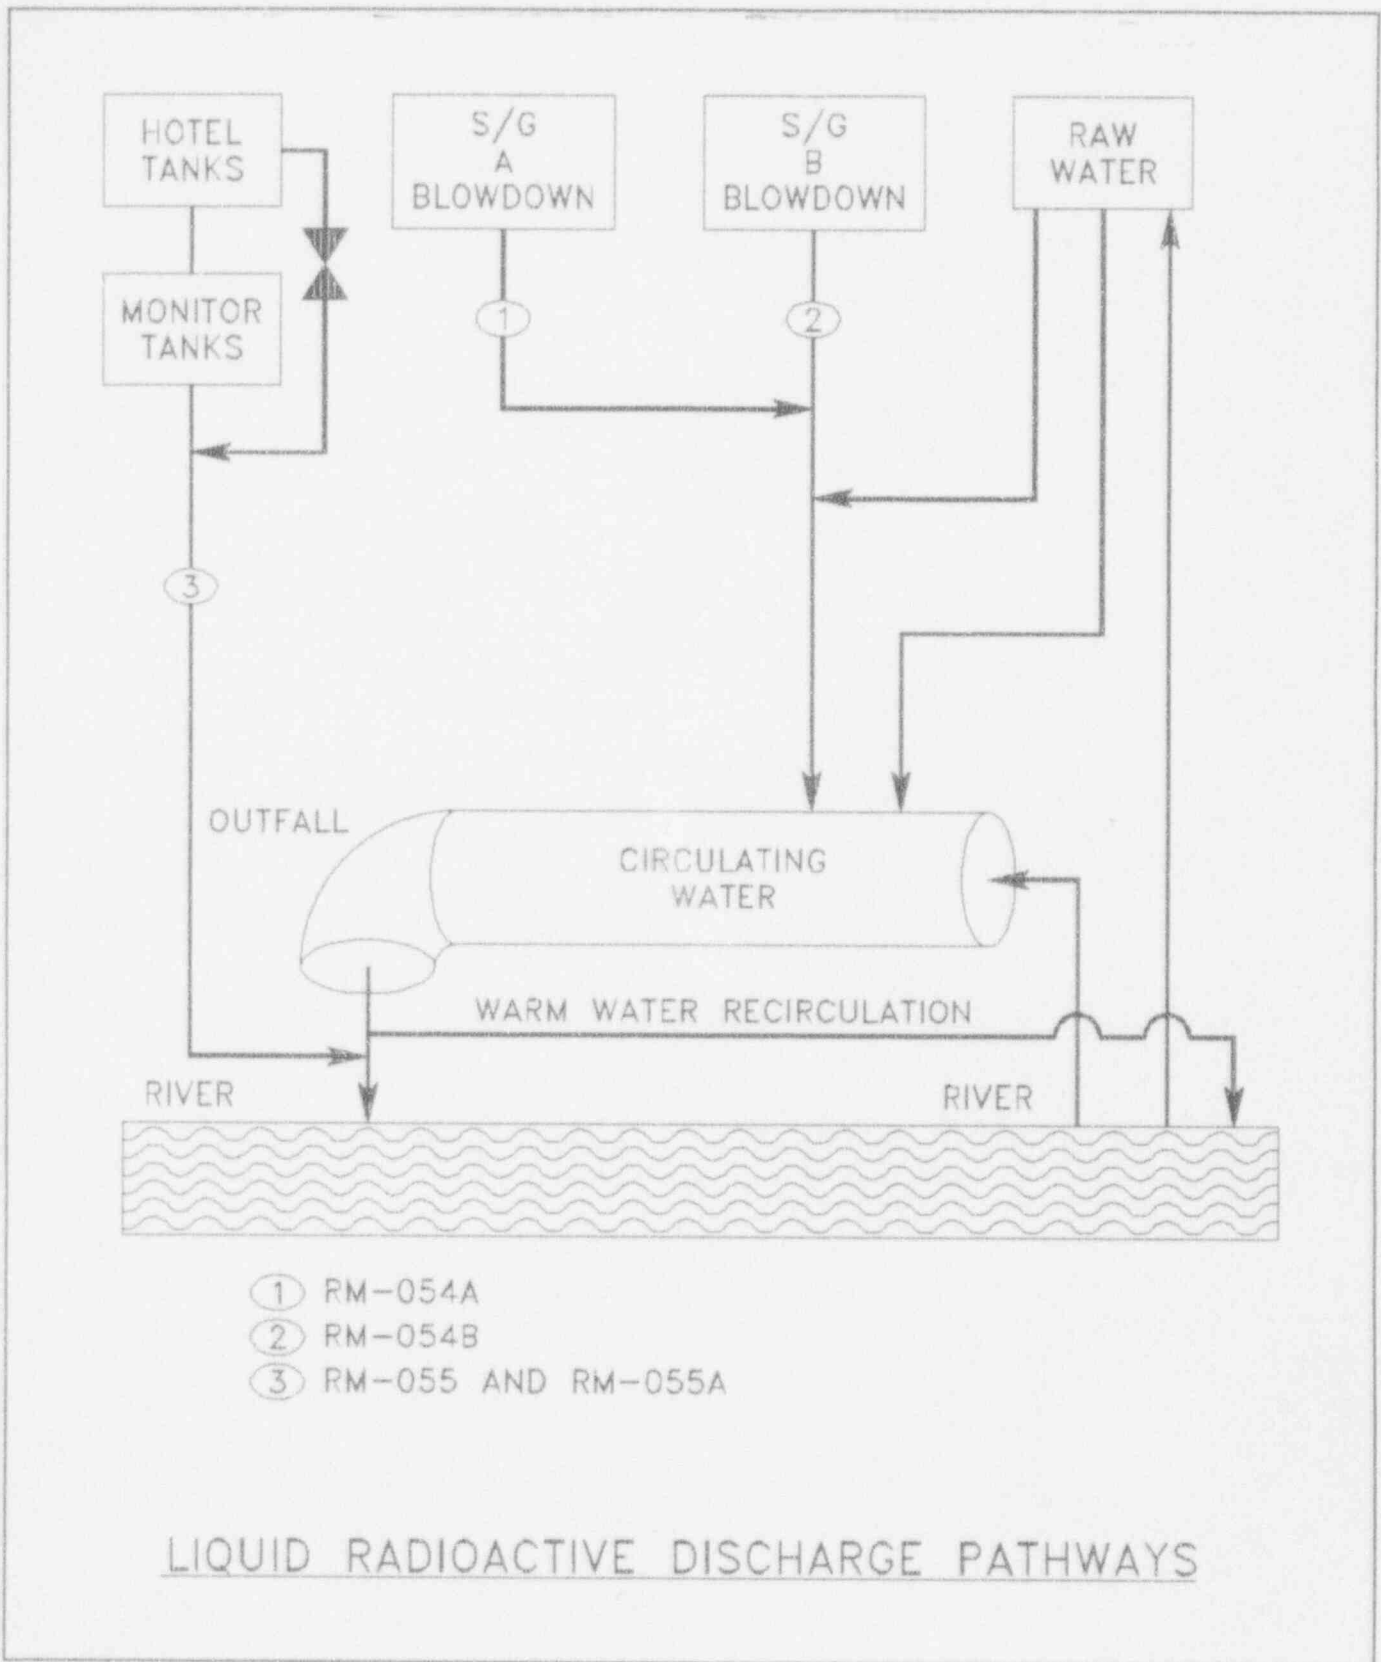 HOTEL
TANKS
S/G
A
BLOWDOWN
S/G
B
BLOWDOWN
RAW
WATER
MONITOR
TANKS
1
2
3
OUTFALL
CIRCULATING
WATER
WARM WATER RECIRCULATION
RIVER
RIVER
1 RM-054A
2 RM-054B
3 RM-055 AND RM-055A
LIQUID RADIOACTIVE DISCHARGE PATHWAYS